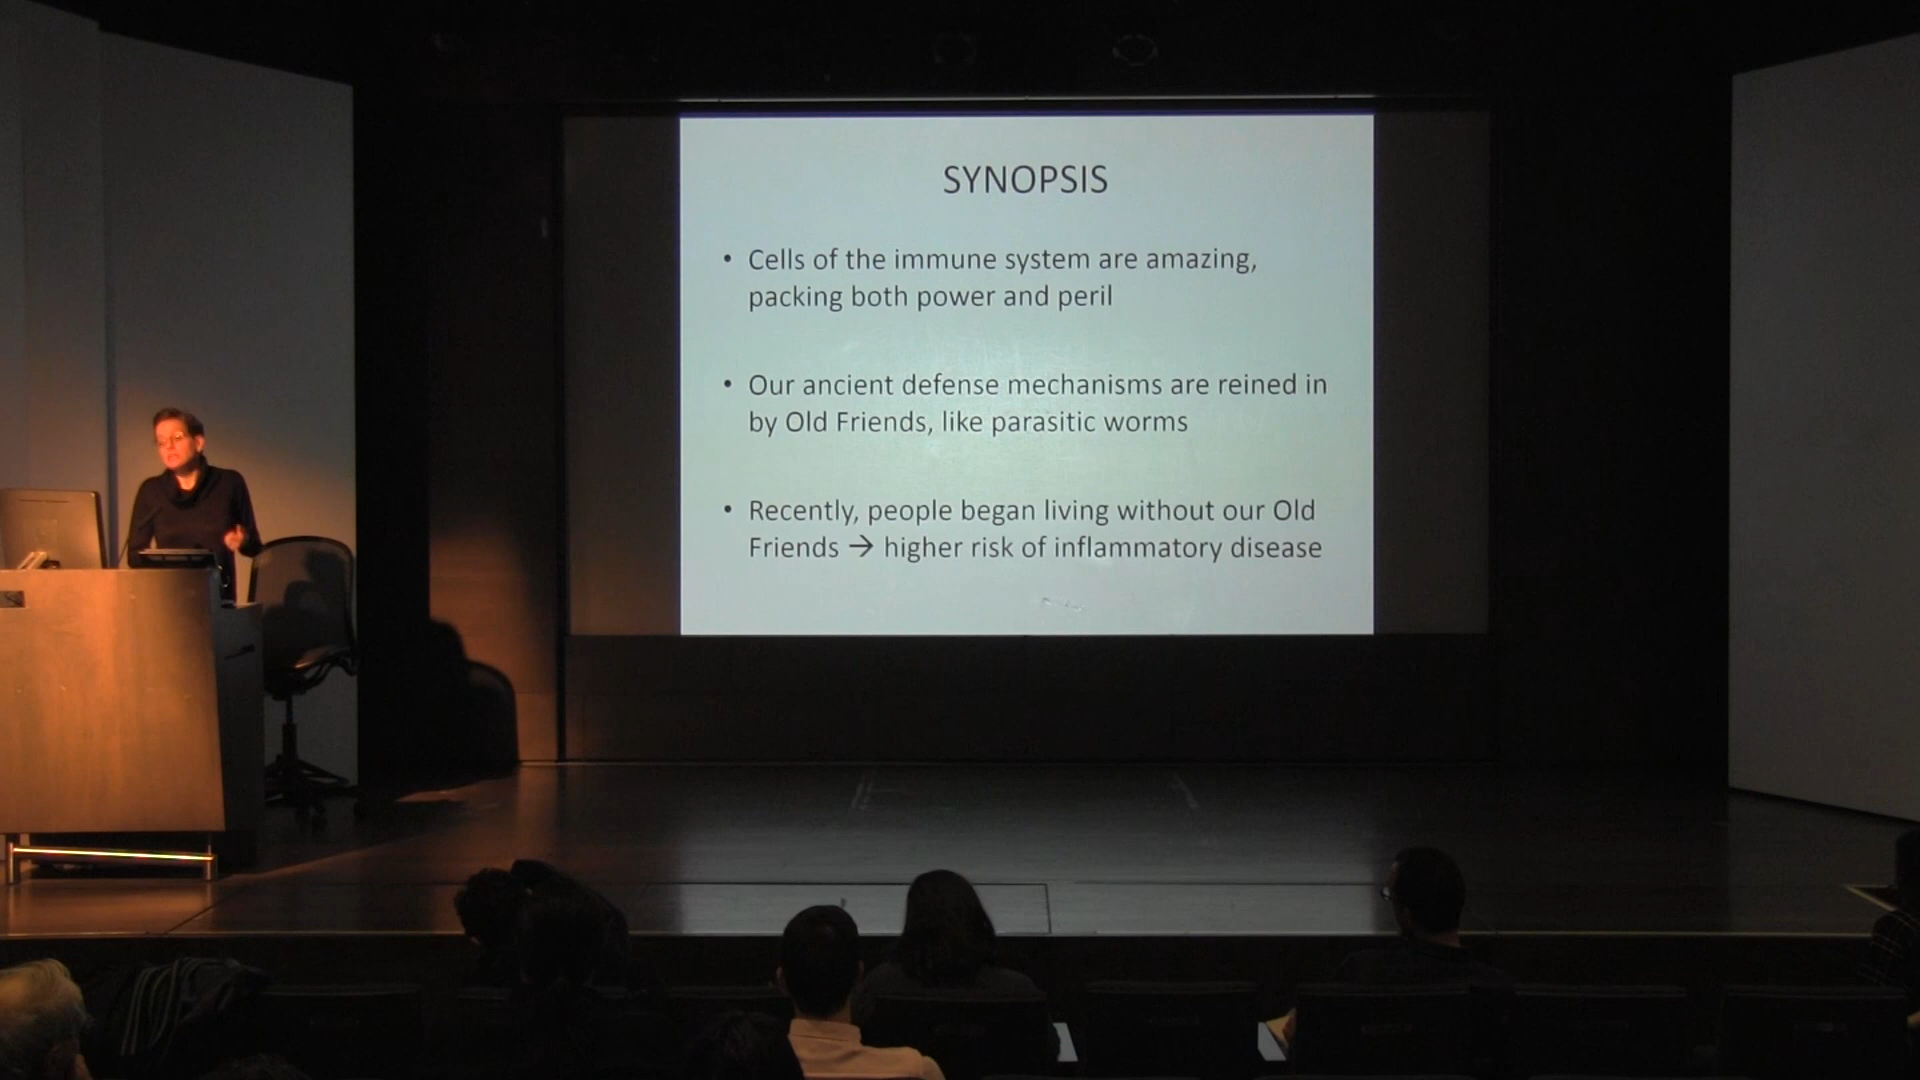 SYNOPSIS
• Cells of the immune system are amazing,
packing both power and peril
• Our ancient defense mechanisms are reined in
by Old Friends, like parasitic worms
• Recently, people began living without our Old
Friends → higher risk of inflammatory disease